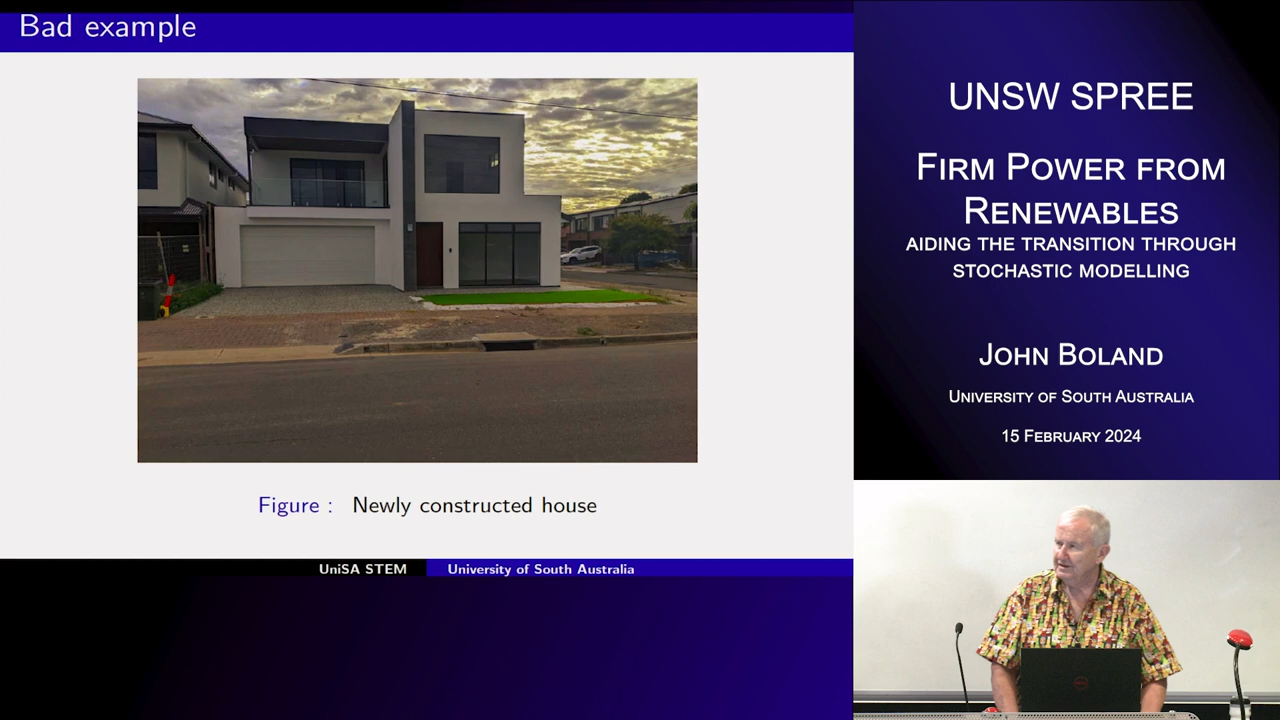 Bad example
Figure : Newly constructed house
UniSA STEM
University of South Australia
UNSW SPREE
FIRM POWER FROM
RENEWABLES
AIDING THE TRANSITION THROUGH
STOCHASTIC MODELLING
JOHN BOLAND
UNIVERSITY OF SOUTH AUSTRALIA
15 FEBRUARY 2024